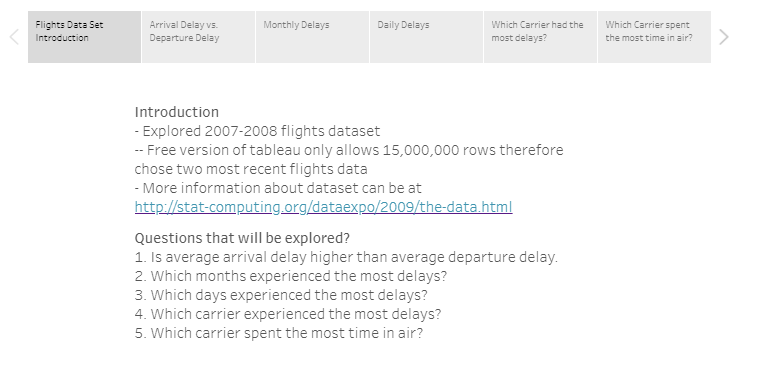 Flights Data Set
Introduction
Arrival Delay vs.
Departure Delay
Monthly Delays
Daily Delays
Which Carrier had the
most delays?
Which Carrier spent
the most time in air?
Introduction
- Explored 2007-2008 flights dataset
-- Free version of tableau only allows 15,000,000 rows therefore
chose two most recent flights data
- More information about dataset can be at
http://stat-computing.org/dataexpo/2009/the-data.html
Questions that will be explored?
1. Is average arrival delay higher than average departure delay.
2. Which months experienced the most delays?
3. Which days experienced the most delays?
4. Which carrier experienced the most delays?
5. Which carrier spent the most time in air?